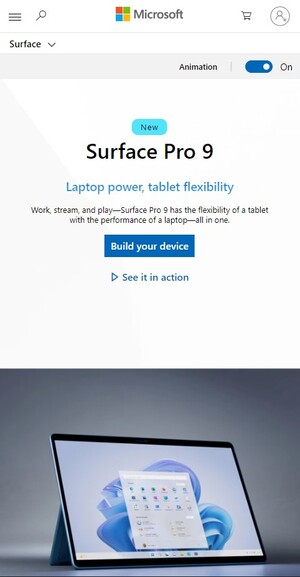 Microsoft
Surface
Animation
On
New
Surface Pro 9
Laptop power, tablet flexibility
Work, stream, and play—Surface Pro 9 has the flexibility of a tablet
with the performance of a laptop—all in one.
Build your device
See it in action